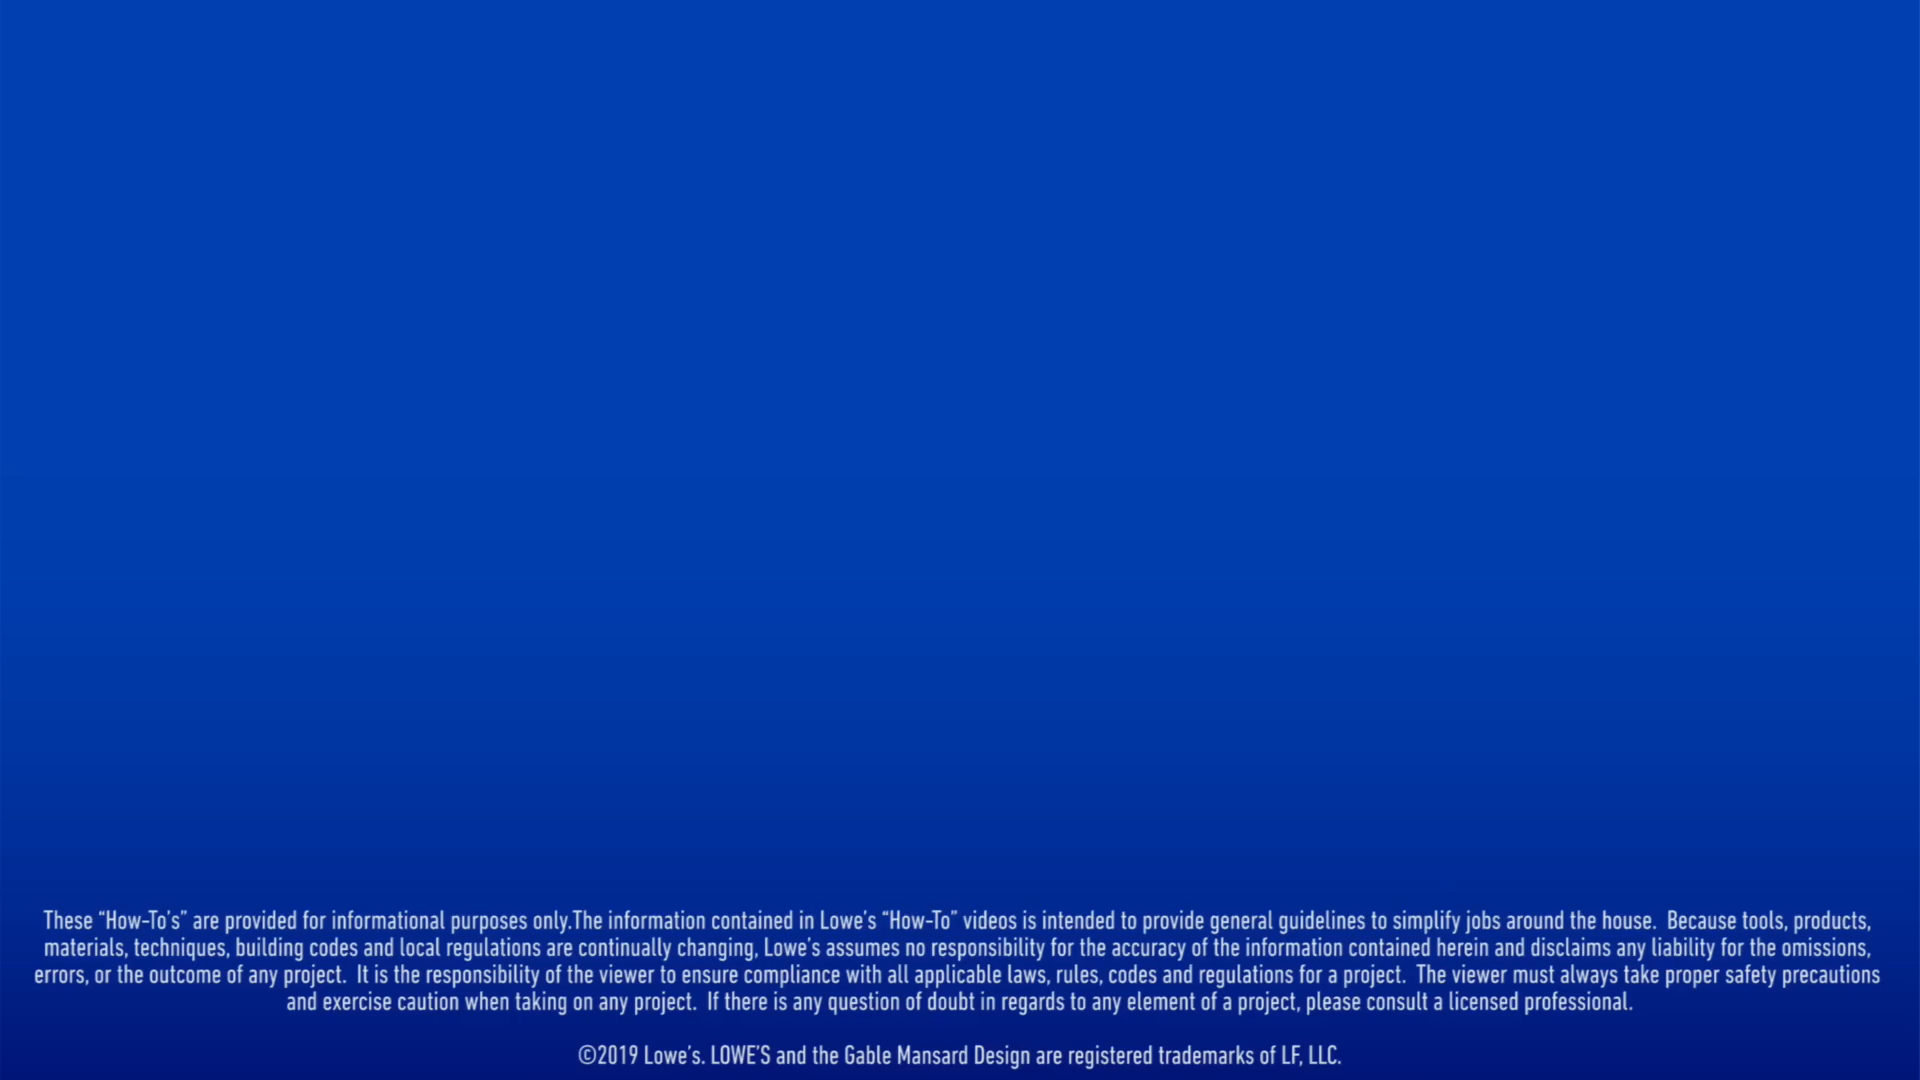 These “How-To’s” are provided for informational purposes only.The information contained in Lowe’s “How-To” videos is intended to provide general guidelines to simplify jobs around the house.  Because tools, products,
materials, techniques, building codes and local regulations are continually changing, Lowe’s assumes no responsibility for the accuracy of the information contained herein and disclaims any liability for the omissions,
errors, or the outcome of any project.  It is the responsibility of the viewer to ensure compliance with all applicable laws, rules, codes and regulations for a project.  The viewer must always take proper safety precautions
and exercise caution when taking on any project.  If there is any question of doubt in regards to any element of a project, please consult a licensed professional.
©2019 Lowe’s. LOWE’S and the Gable Mansard Design are registered trademarks of LF, LLC.